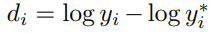 d_i = log y_i − log y_i^*